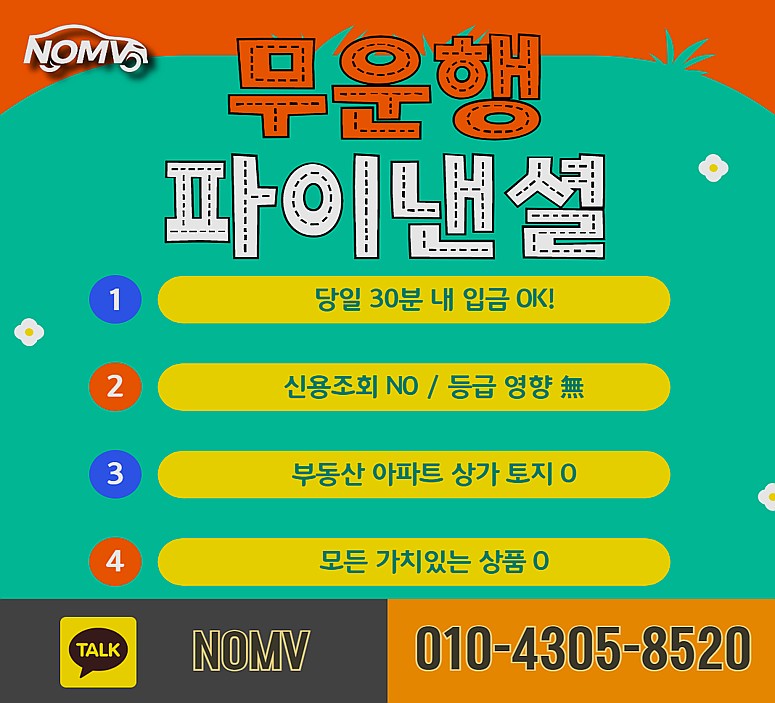 NOMV
무운행
파이낸셜
1 당일 30분 내 입금 OK!
2 신용조회 NO / 등급 영향 無
3 부동산 아파트 상가 토지 O
4 모든 가치있는 상품 O
TALK NOMV 010-4305-8520